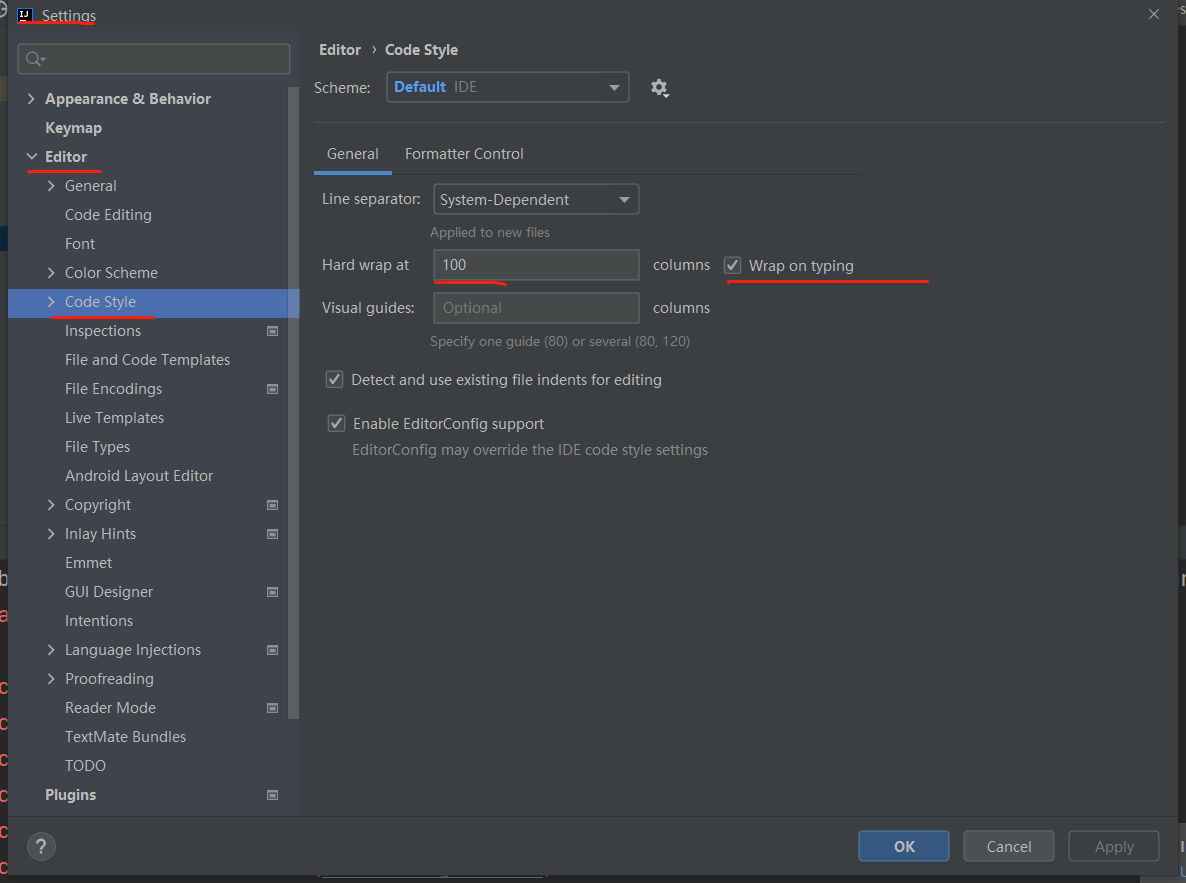 Settings
Editor › Code Style
Scheme: Default IDE
Appearance & Behavior
Keymap
Editor
General
Code Editing
Font
Color Scheme
Code Style
Inspections
File and Code Templates
File Encodings
Live Templates
File Types
Android Layout Editor
Copyright
Inlay Hints
Emmet
GUI Designer
Intentions
Language Injections
Proofreading
Reader Mode
TextMate Bundles
TODO
Plugins
General Formatter Control
Line separator: System-Dependent
Applied to new files
Hard wrap at 100 columns Wrap on typing
Visual guides: Optional columns
Specify one guide (80) or several (80, 120)
Detect and use existing file indents for editing
Enable EditorConfig support
EditorConfig may override the IDE code style settings
? OK Cancel Apply